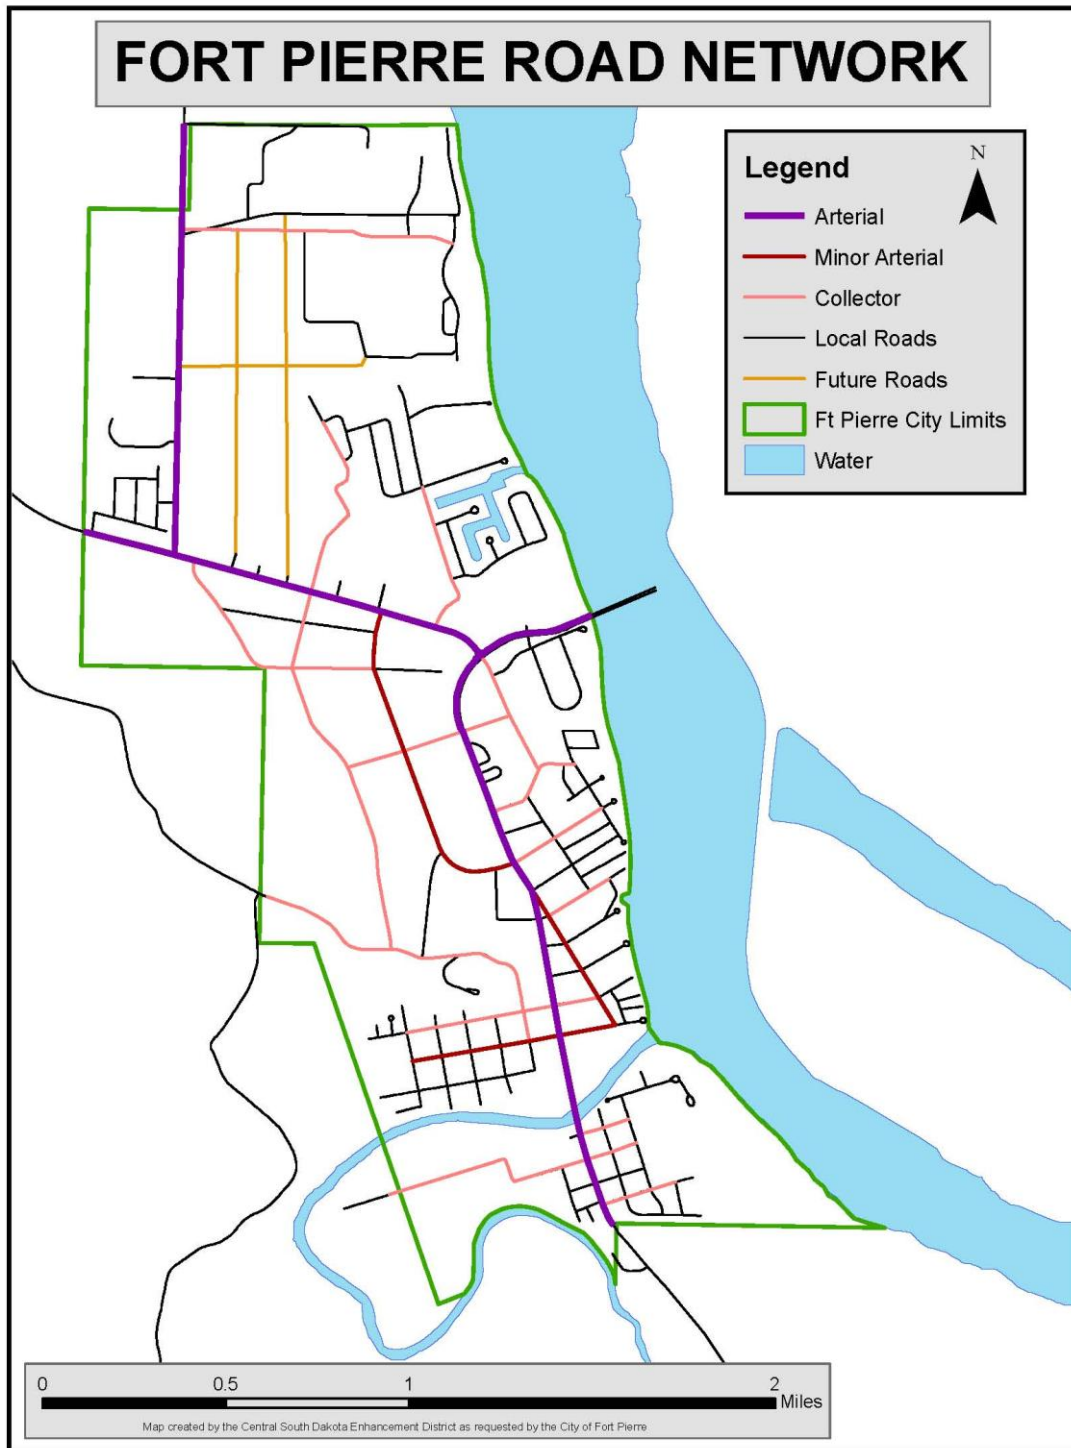 FORT PIERRE ROAD NETWORK
Legend
N
Arterial
Minor Arterial
Collector
Local Roads
Future Roads
Ft Pierre City Limits
Water
0 0.5 1 2
Miles
Map created by the Central South Dakota Enhancement District as requested by the City of Fort Pierre